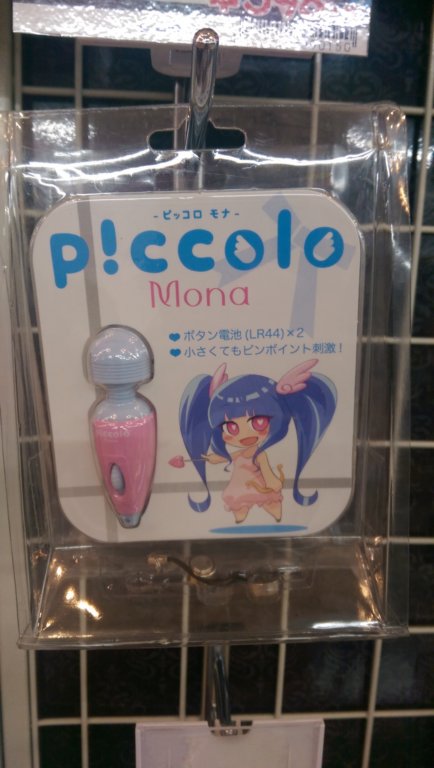 -ピッコロ モナ-
p!ccolo
Mona
ボタン電池(LR44)×2
小さくてもピンポイント刺激!
piccolo